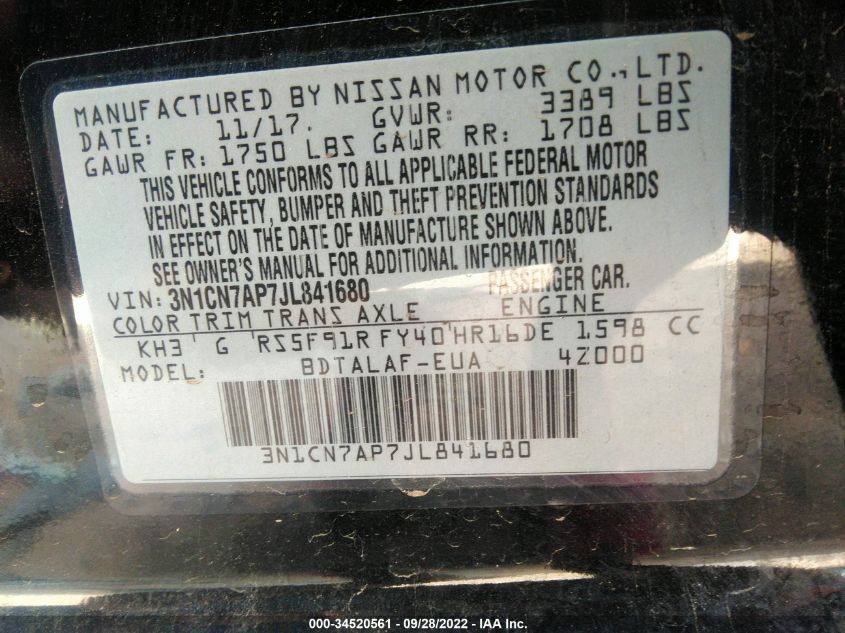 MANUFACTURED BY NISSAN MOTOR CO., LTD.
DATE: 11/17. GVWR: 3389 LBS
GAWR FR: 1750 LBS GAWR RR: 1708 LBS
THIS VEHICLE CONFORMS TO ALL APPLICABLE FEDERAL MOTOR
VEHICLE SAFETY, BUMPER AND THEFT PREVENTION STANDARDS
IN EFFECT ON THE DATE OF MANUFACTURE SHOWN ABOVE.
SEE OWNER'S MANUAL FOR ADDITIONAL INFORMATION.
VIN: 3N1CN7AP7JL841680 PASSENGER CAR.
COLOR TRIM TRANS AXLE ENGINE
KH3 G RS5F91R FY40 HR16DE 1598 CC
MODEL: BDTALAF-EUA 4Z000
3N1CN7AP7JL841680
000-34520561 - 09/28/2022 - IAA Inc.